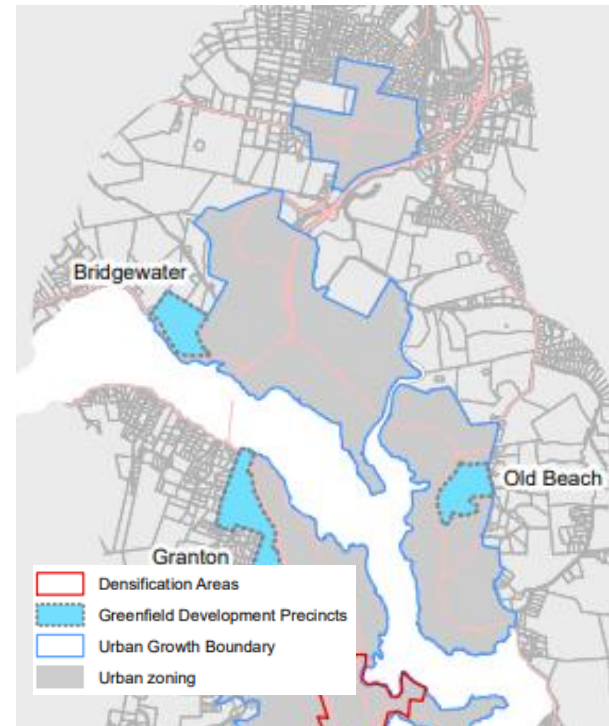 Bridgewater
Old Beach
Granton
Densification Areas
Greenfield Development Precincts
Urban Growth Boundary
Urban zoning